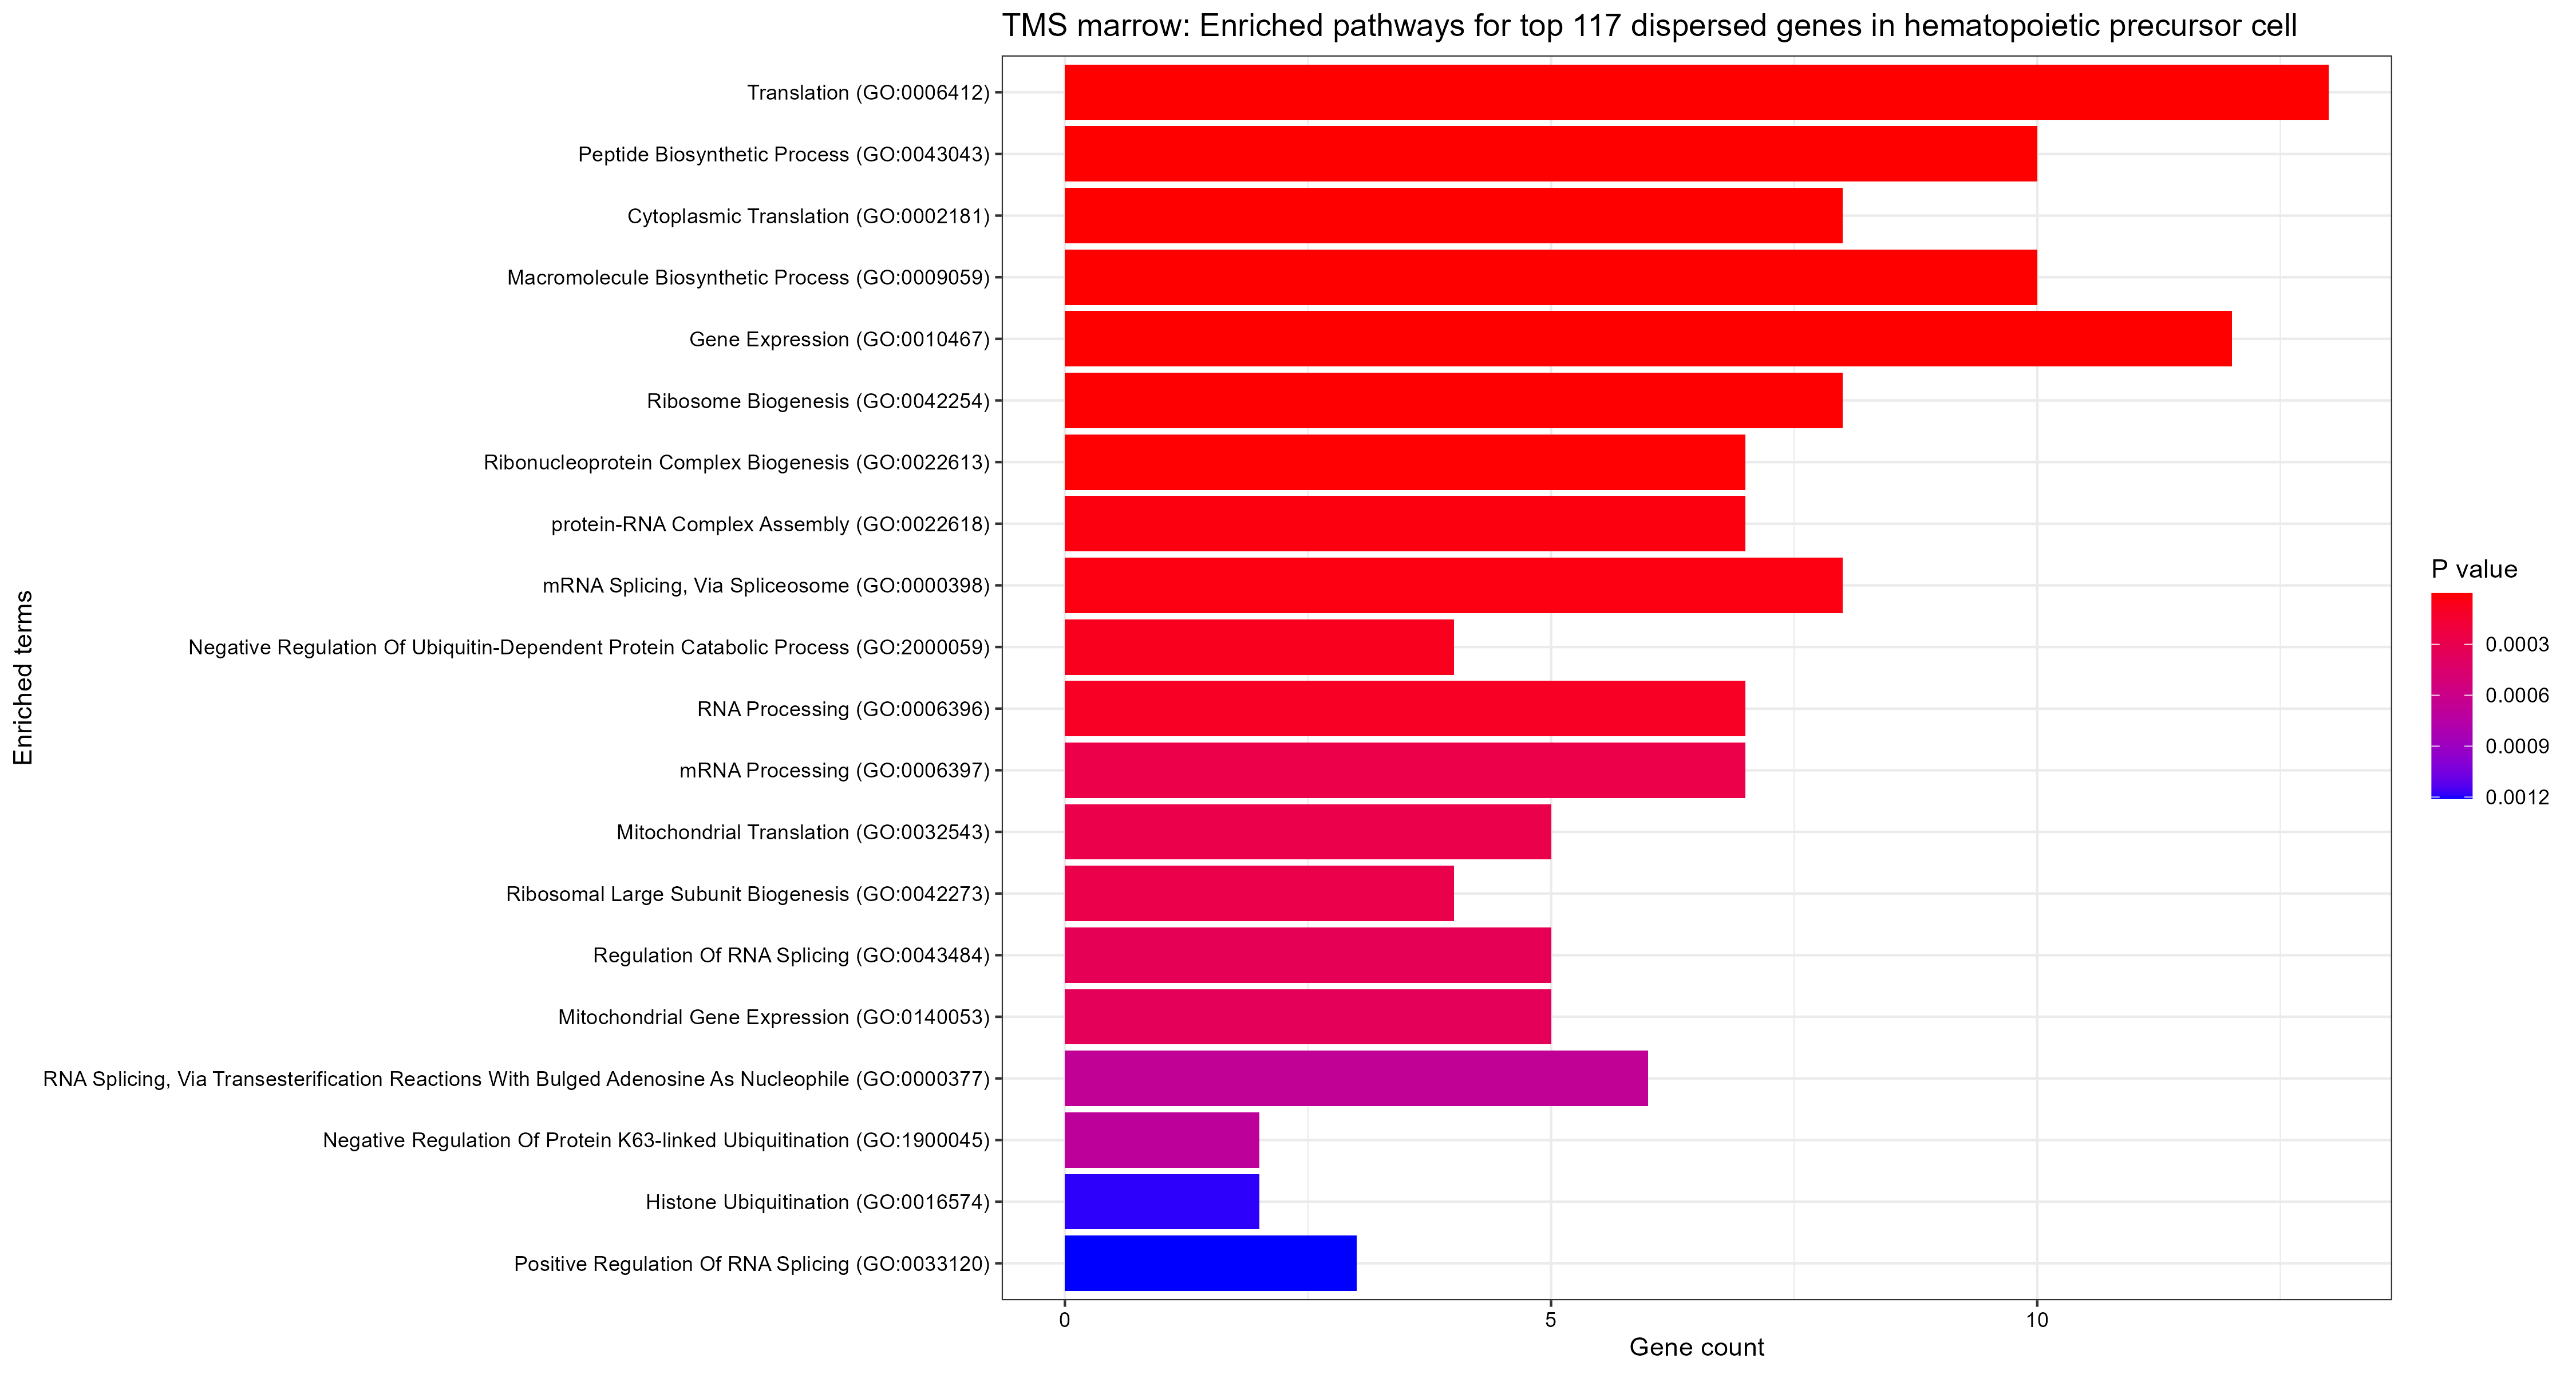 TMS marrow: Enriched pathways for top 117 dispersed genes in hematopoietic precursor cell
Enriched terms
Translation (GO:0006412)
Peptide Biosynthetic Process (GO:0043043)
Cytoplasmic Translation (GO:0002181)
Macromolecule Biosynthetic Process (GO:0009059)
Gene Expression (GO:0010467)
Ribosome Biogenesis (GO:0042254)
Ribonucleoprotein Complex Biogenesis (GO:0022613)
protein-RNA Complex Assembly (GO:0022618)
mRNA Splicing, Via Spliceosome (GO:0000398)
Negative Regulation Of Ubiquitin-Dependent Protein Catabolic Process (GO:2000059)
RNA Processing (GO:0006396)
mRNA Processing (GO:0006397)
Mitochondrial Translation (GO:0032543)
Ribosomal Large Subunit Biogenesis (GO:0042273)
Regulation Of RNA Splicing (GO:0043484)
Mitochondrial Gene Expression (GO:0140053)
RNA Splicing, Via Transesterification Reactions With Bulged Adenosine As Nucleophile (GO:0000377)
Negative Regulation Of Protein K63-linked Ubiquitination (GO:1900045)
Histone Ubiquitination (GO:0016574)
Positive Regulation Of RNA Splicing (GO:0033120)
0 5 10
Gene count
P value
0.0003
0.0006
0.0009
0.0012